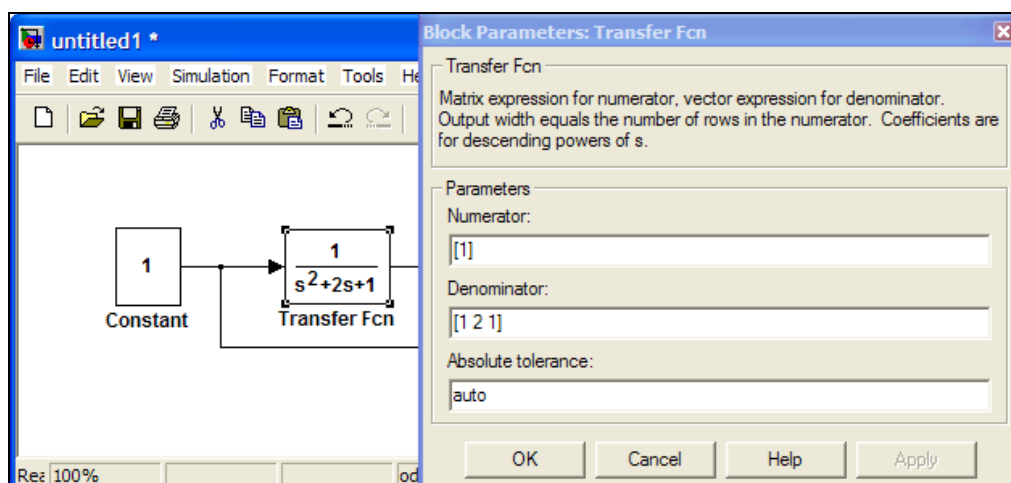 untitled1 *
File Edit View Simulation Format Tools
1
Constant
1
s²+2s+1
Transfer Fcn
100%
Block Parameters: Transfer Fcn
Transfer Fcn
Matrix expression for numerator, vector expression for denominator.
Output width equals the number of rows in the numerator. Coefficients are
for descending powers of s.
Parameters
Numerator:
[1]
Denominator:
[1 2 1]
Absolute tolerance:
auto
OK Cancel Help Apply